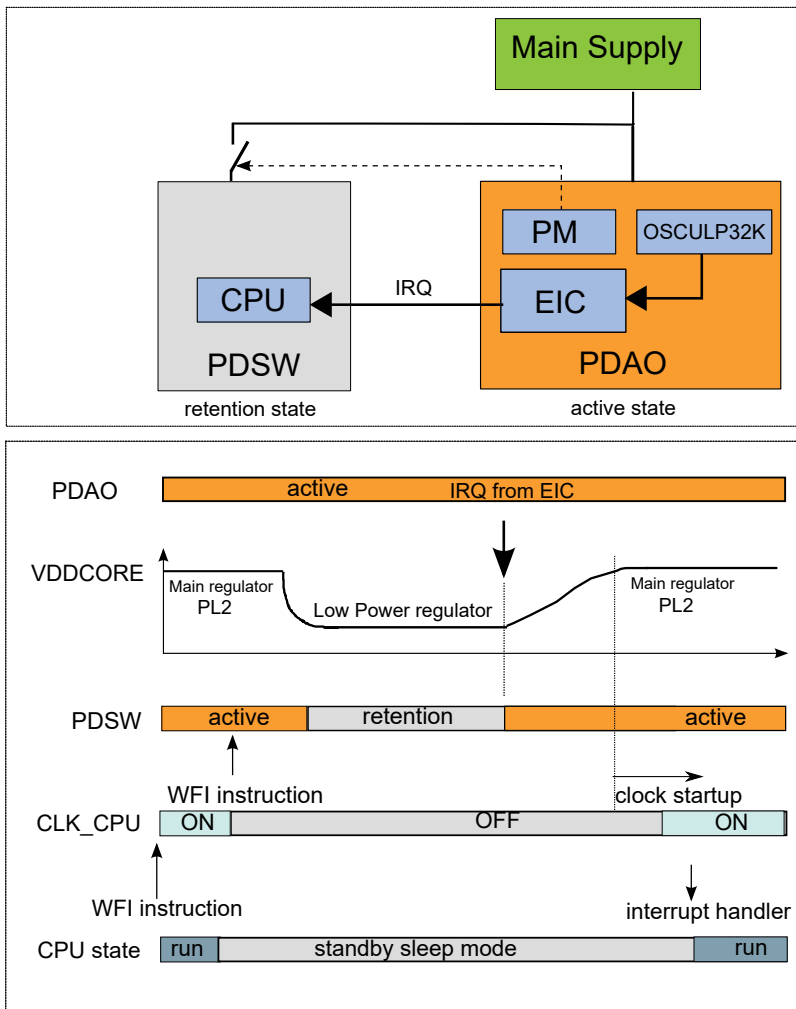 Main Supply
PM
OSCULP32K
CPU
IRQ
EIC
PDSW
PDAO
retention state
active state
PDAO
active
IRQ from EIC
VDDCORE
Main regulator
PL2
Low Power regulator
Main regulator
PL2
PDSW
active
retention
active
WFI instruction
clock startup
CLK_CPU
ON
OFF
ON
WFI instruction
interrupt handler
CPU state
run
standby sleep mode
run